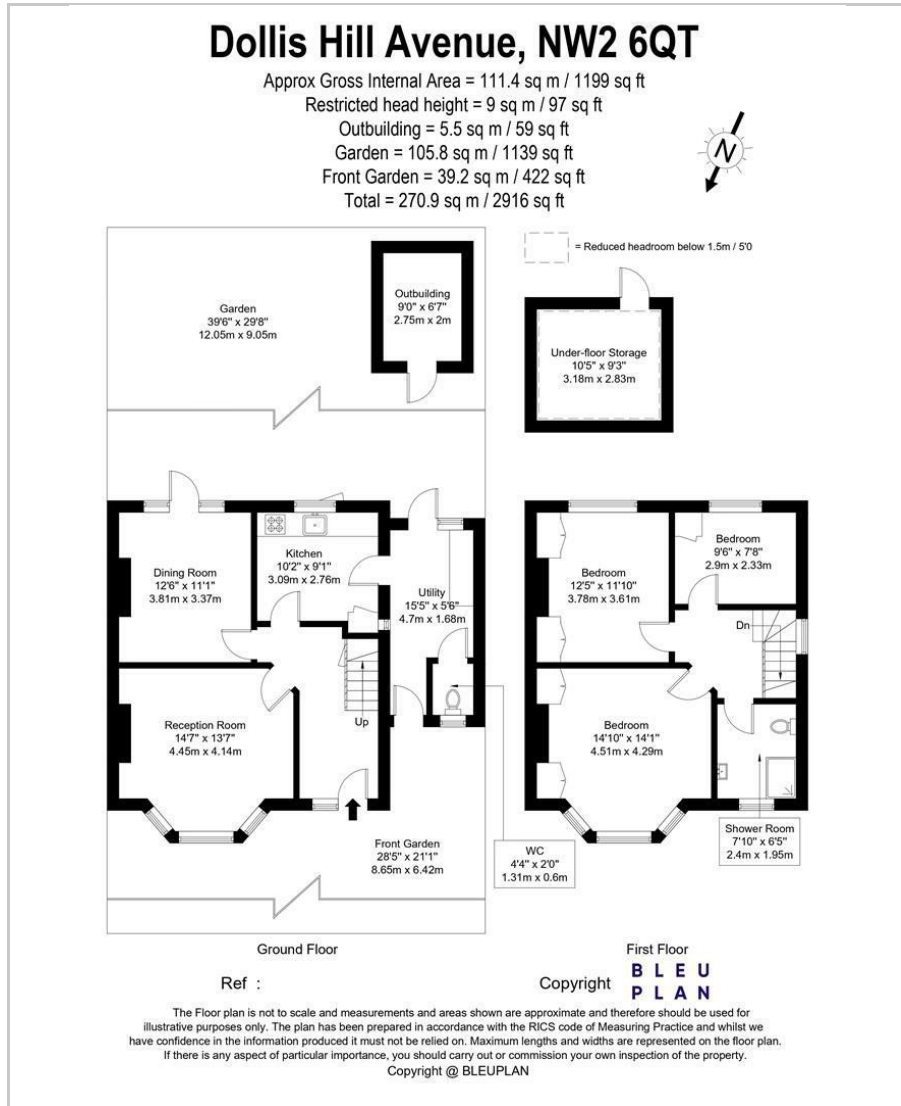 Dollis Hill Avenue, NW2 6QT
Approx Gross Internal Area = 111.4 sq m / 1199 sq ft
Restricted head height = 9 sq m / 97 sq ft
Outbuilding = 5.5 sq m / 59 sq ft
Garden = 105.8 sq m / 1139 sq ft
Front Garden = 39.2 sq m / 422 sq ft
Total = 270.9 sq m / 2916 sq ft
N
= Reduced headroom below 1.5m / 5'0
Garden
39'6" x 29'8"
12.05m x 9.05m
Outbuilding
9'0" x 6'7"
2.75m x 2m
Under-floor Storage
10'5" x 9'3"
3.18m x 2.83m
Dining Room
12'6" x 11'1"
3.81m x 3.37m
Kitchen
10'2" x 9'1"
3.09m x 2.76m
Utility
15'5" x 5'6"
4.7m x 1.68m
Reception Room
14'7" x 13'7"
4.45m x 4.14m
Up
Front Garden
28'5" x 21'1"
8.65m x 6.42m
WC
4'4" x 2'0"
1.31m x 0.6m
Bedroom
12'5" x 11'10"
3.78m x 3.61m
Bedroom
9'6" x 7'8"
2.9m x 2.33m
Dn
Bedroom
14'10" x 14'1"
4.51m x 4.29m
Shower Room
7'10" x 6'5"
2.4m x 1.95m
Ground Floor
First Floor
Ref :
Copyright
BLEU
PLAN
The Floor plan is not to scale and measurements and areas shown are approximate and therefore should be used for
illustrative purposes only. The plan has been prepared in accordance with the RICS code of Measuring Practice and whilst we
have confidence in the information produced it must not be relied on. Maximum lengths and widths are represented on the floor plan.
If there is any aspect of particular importance, you should carry out or commission your own inspection of the property.
Copyright @ BLEUPLAN